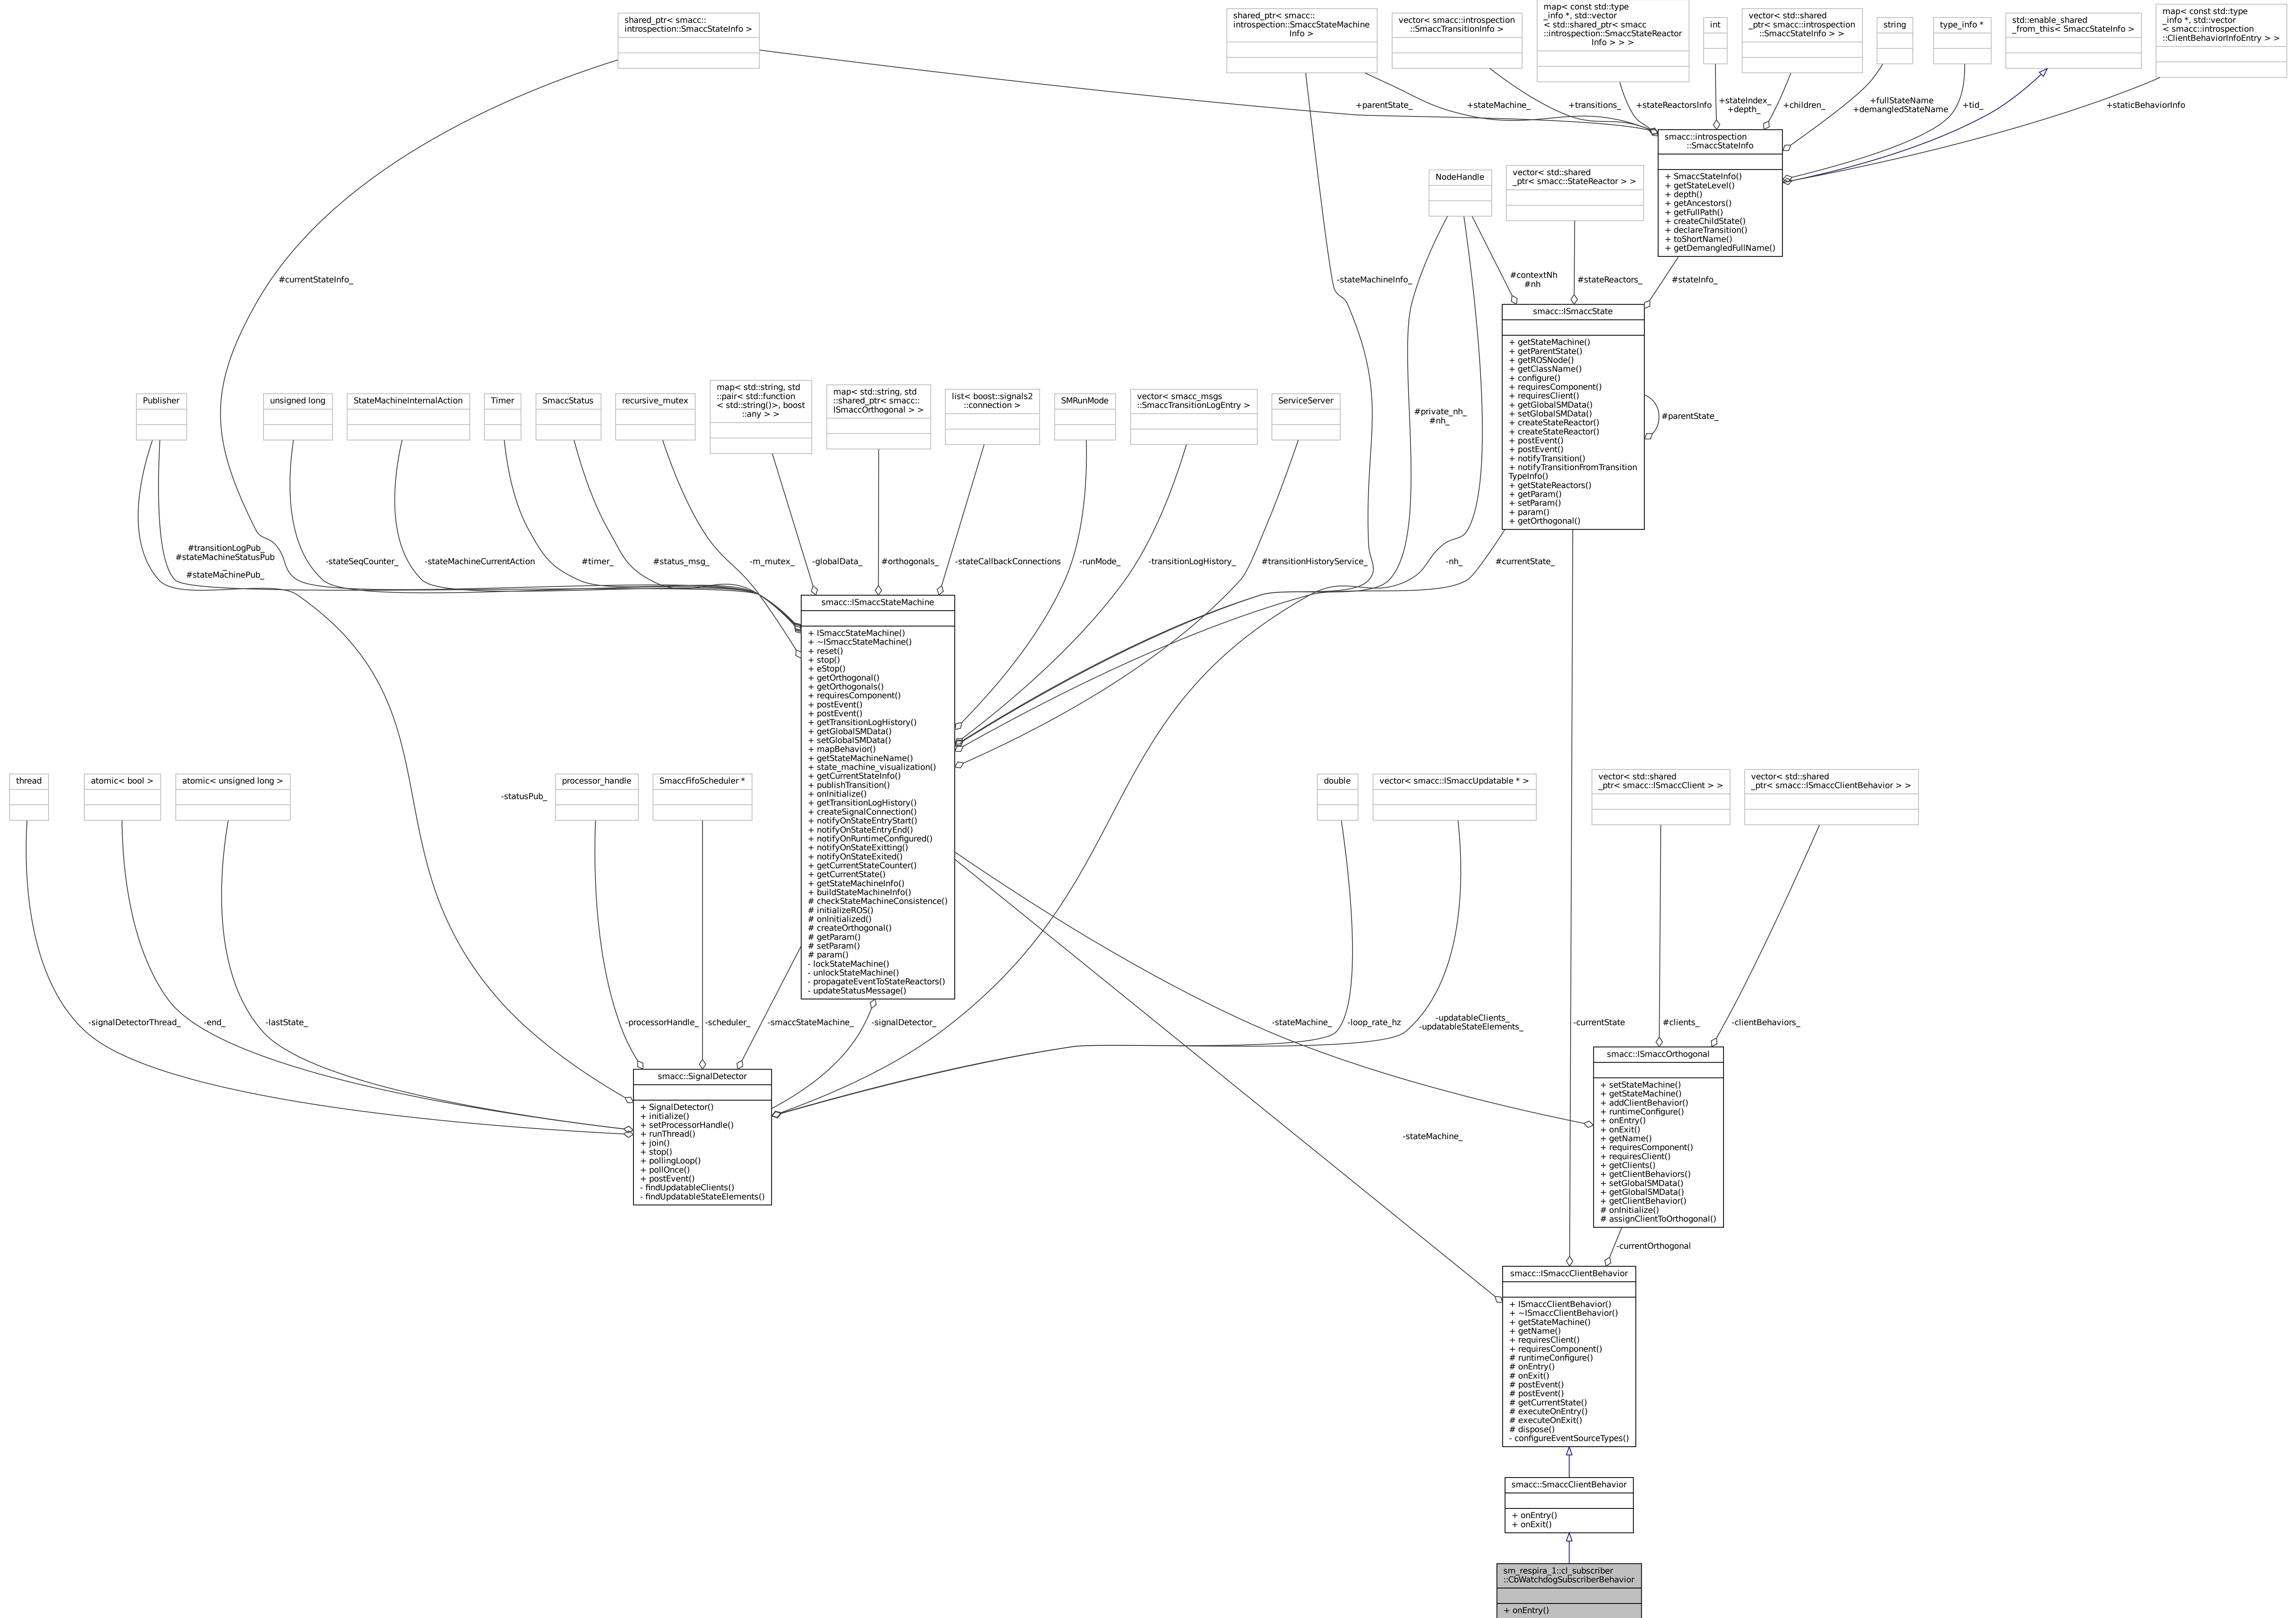 shared_ptr< smacc::
introspection::SmaccStateInfo >
shared_ptr< smacc::
introspection::SmaccStateMachine
Info >
vector< smacc::introspection
::SmaccTransitionInfo >
map< const std::type
_info *, std::vector
< std::shared_ptr< smacc
::introspection::SmaccStateReactor
Info > > >
int
vector< std::shared
_ptr< smacc::introspection
::SmaccStateInfo > >
string
type_info *
std::enable_shared
_from_this< SmaccStateInfo >
map< const std::type
_info *, std::vector
< smacc::introspection
::ClientBehaviorInfoEntry > >
+parentState_
+stateMachine_
+transitions_
+stateReactorsInfo
+stateIndex_
+depth_
+children_
+fullStateName
+demangledStateName
+tid_
+staticBehaviorInfo
smacc::introspection
::SmaccStateInfo
+ SmaccStateInfo()
+ getStateLevel()
+ depth()
+ getAncestors()
+ getFullPath()
+ createChildState()
+ declareTransition()
+ toShortName()
+ getDemangledFullName()
NodeHandle
vector< std::shared
_ptr< smacc::StateReactor > >
#currentStateInfo_
-stateMachineInfo_
#contextNh
#nh
#stateReactors_
#stateInfo_
smacc::ISmaccState
+ getStateMachine()
+ getParentState()
+ getROSNode()
+ getClassName()
+ configure()
+ requiresComponent()
+ requiresClient()
+ getGlobalSMData()
+ setGlobalSMData()
+ createStateReactor()
+ createStateReactor()
+ postEvent()
+ postEvent()
+ notifyTransition()
+ notifyTransitionFromTransition
TypeInfo()
+ getStateReactors()
+ getParam()
+ setParam()
+ param()
+ getOrthogonal()
#parentState_
Publisher
unsigned long
StateMachineInternalAction
Timer
SmaccStatus
recursive_mutex
map< std::string, std
::pair< std::function
< std::string()>, boost
::any > >
map< std::string, std
::shared_ptr< smacc::
ISmaccOrthogonal > >
list< boost::signals2
::connection >
SMRunMode
vector< smacc_msgs
::SmaccTransitionLogEntry >
ServiceServer
#private_nh_
#nh_
#transitionLogPub_
#stateMachineStatusPub
_
#stateMachinePub_
-stateSeqCounter_
-stateMachineCurrentAction
#timer_
#status_msg_
-m_mutex_
-globalData_
#orthogonals_
-stateCallbackConnections
-runMode_
-transitionLogHistory_
#transitionHistoryService_
-nh_
#currentState_
smacc::ISmaccStateMachine
+ ISmaccStateMachine()
+ ~ISmaccStateMachine()
+ reset()
+ stop()
+ eStop()
+ getOrthogonal()
+ getOrthogonals()
+ requiresComponent()
+ postEvent()
+ postEvent()
+ getTransitionLogHistory()
+ getGlobalSMData()
+ setGlobalSMData()
+ mapBehavior()
+ getStateMachineName()
+ state_machine_visualization()
+ getCurrentStateInfo()
+ publishTransition()
+ onInitialize()
+ getTransitionLogHistory()
+ createSignalConnection()
+ notifyOnStateEntryStart()
+ notifyOnStateEntryEnd()
+ notifyOnRuntimeConfigured()
+ notifyOnStateExitting()
+ notifyOnStateExited()
+ getCurrentStateCounter()
+ getCurrentState()
+ getStateMachineInfo()
+ buildStateMachineInfo()
# checkStateMachineConsistence()
# initializeROS()
# onInitialized()
# createOrthogonal()
# getParam()
# setParam()
# param()
- lockStateMachine()
- unlockStateMachine()
- propagateEventToStateReactors()
- updateStatusMessage()
thread
atomic< bool >
atomic< unsigned long >
-statusPub_
processor_handle
SmaccFifoScheduler *
double
vector< smacc::ISmaccUpdatable * >
vector< std::shared
_ptr< smacc::ISmaccClient > >
vector< std::shared
_ptr< smacc::ISmaccClientBehavior > >
-signalDetectorThread_
-end_
-lastState_
-processorHandle_
-scheduler_
-smaccStateMachine_
-signalDetector_
-stateMachine_
-loop_rate_hz
-updatableClients_
-updatableStateElements_
-currentState
#clients_
-clientBehaviors_
smacc::SignalDetector
+ SignalDetector()
+ initialize()
+ setProcessorHandle()
+ runThread()
+ join()
+ stop()
+ pollingLoop()
+ pollOnce()
+ postEvent()
- findUpdatableClients()
- findUpdatableStateElements()
smacc::ISmaccOrthogonal
+ setStateMachine()
+ getStateMachine()
+ addClientBehavior()
+ runtimeConfigure()
+ onEntry()
+ onExit()
+ getName()
+ requiresComponent()
+ requiresClient()
+ getClients()
+ getClientBehaviors()
+ setGlobalSMData()
+ getGlobalSMData()
+ getClientBehavior()
# onInitialize()
# assignClientToOrthogonal()
-stateMachine_
-currentOrthogonal
smacc::ISmaccClientBehavior
+ ISmaccClientBehavior()
+ ~ISmaccClientBehavior()
+ getStateMachine()
+ getName()
+ requiresClient()
+ requiresComponent()
# runtimeConfigure()
# onEntry()
# onExit()
# postEvent()
# postEvent()
# getCurrentState()
# executeOnEntry()
# executeOnExit()
# dispose()
- configureEventSourceTypes()
smacc::SmaccClientBehavior
+ onEntry()
+ onExit()
sm_respira_1::cl_subscriber
::CbWatchdogSubscriberBehavior
+ onEntry()